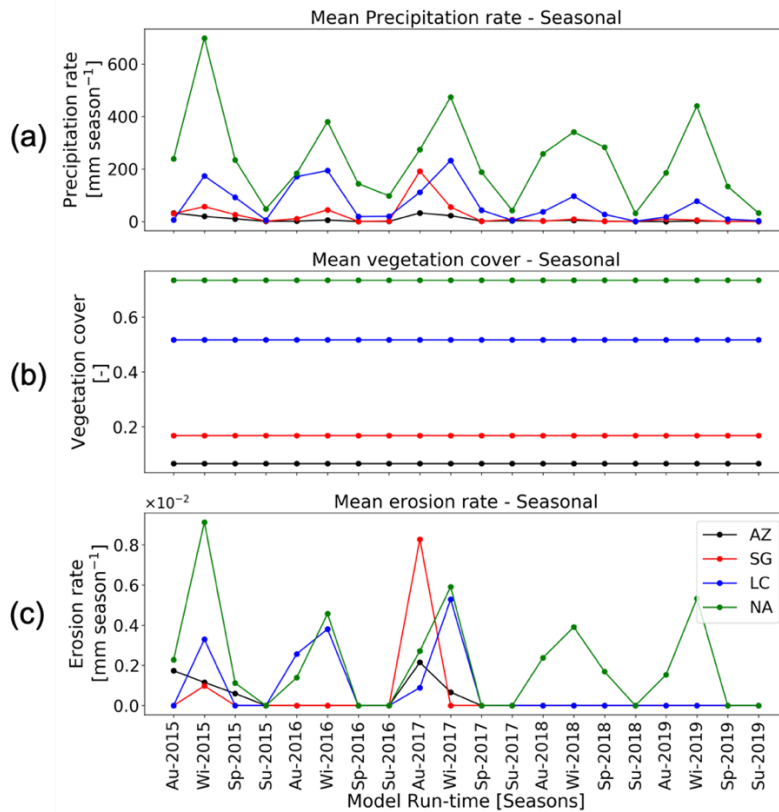 Mean Precipitation rate - Seasonal
(a)
Precipitation rate
[mm season⁻¹]
600
400
200
0
Mean vegetation cover - Seasonal
(b)
Vegetation cover
[-]
0.6
0.4
0.2
×10⁻²
Mean erosion rate - Seasonal
(c)
Erosion rate
[mm season⁻¹]
0.8
0.6
0.4
0.2
0.0
AZ
SG
LC
NA
Au-2015
Wi-2015
Sp-2015
Su-2015
Au-2016
Wi-2016
Sp-2016
Su-2016
Au-2017
Wi-2017
Sp-2017
Su-2017
Au-2018
Wi-2018
Sp-2018
Su-2018
Au-2019
Wi-2019
Sp-2019
Su-2019
Model Run-time [Seasons]